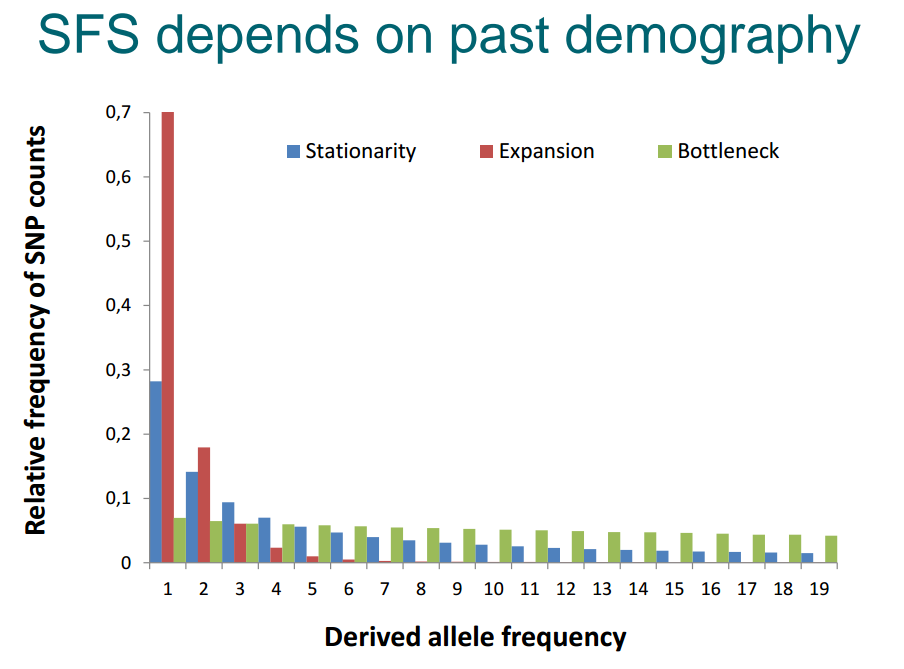 SFS depends on past demography
Relative frequency of SNP counts
0,7
0,6
0,5
0,4
0,3
0,2
0,1
0
Stationarity Expansion Bottleneck
1 2 3 4 5 6 7 8 9 10 11 12 13 14 15 16 17 18 19
Derived allele frequency